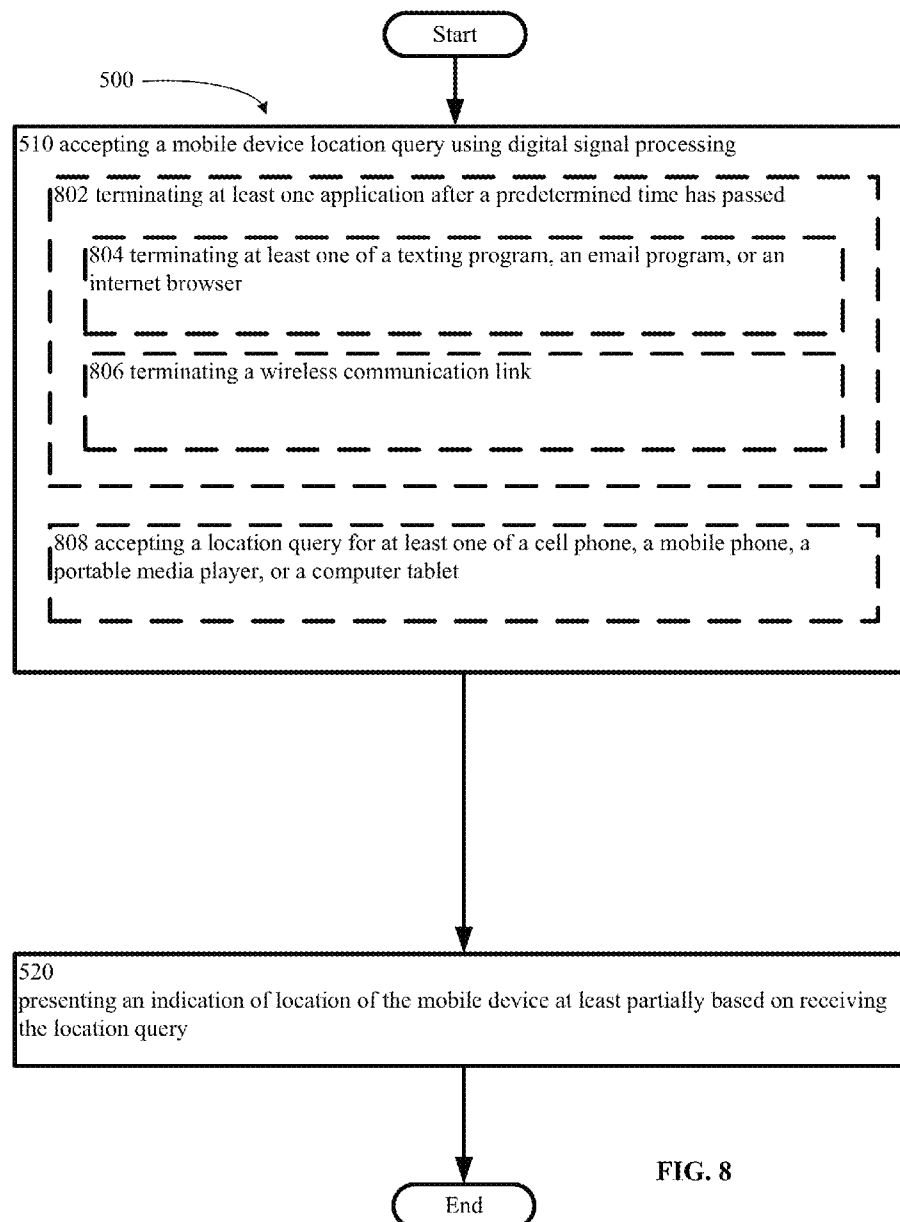 Start
500
510 accepting a mobile device location query using digital signal processing
802 terminating at least one application after a predetermined time has passed
804 terminating at least one of a texting program, an email program, or an
internet browser
806 terminating a wireless communication link
808 accepting a location query for at least one of a cell phone, a mobile phone, a
portable media player, or a computer tablet
520
presenting an indication of location of the mobile device at least partially based on receiving
the location query
FIG. 8
End